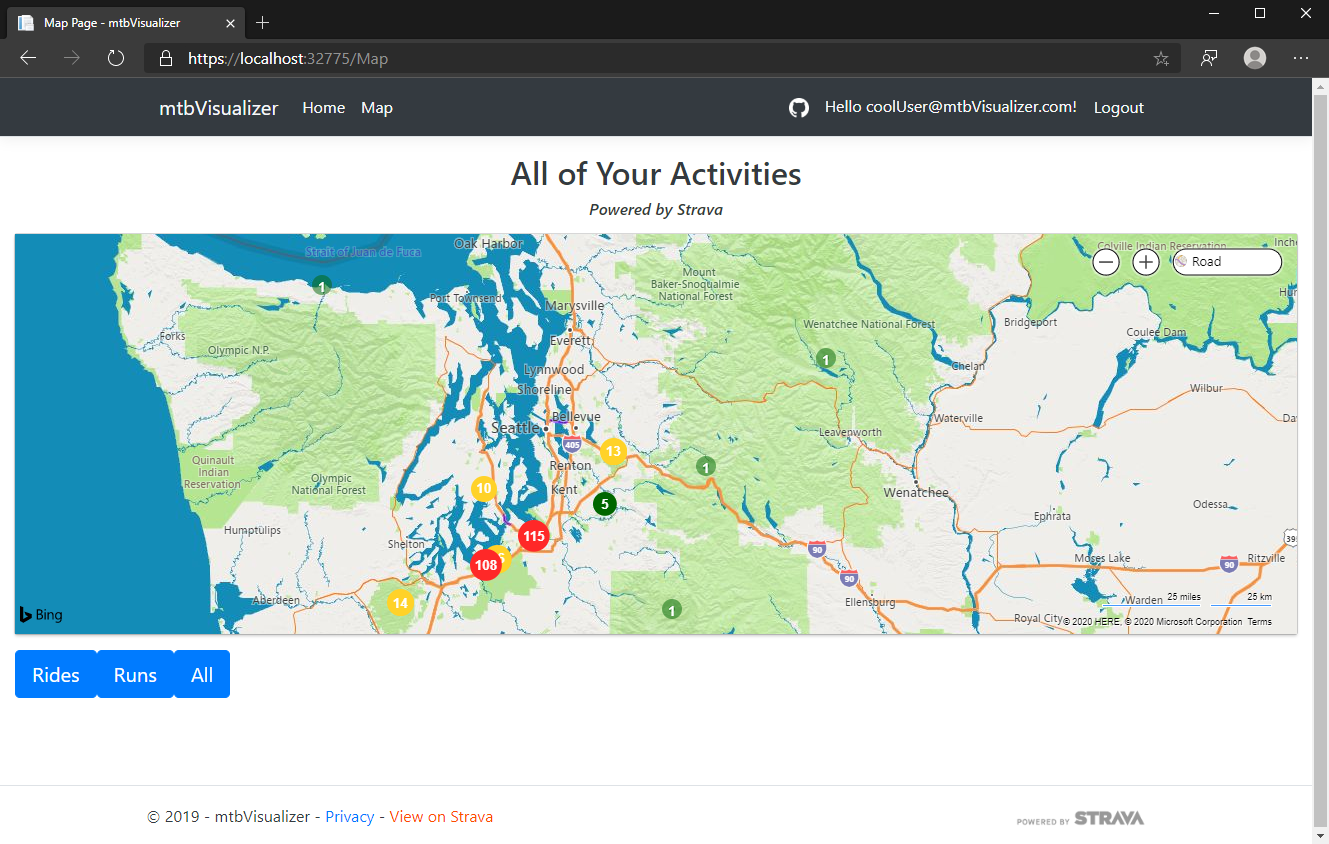 Map Page - mtbVisualizer
https://localhost:32775/Map
mtbVisualizer Home Map Hello coolUser@mtbVisualizer.com! Logout
All of Your Activities
Powered by Strava
Strait of Juan de Fuca
Oak Harbor
Colville Indian Reservation
Road
1
Port Townsend
Mount
Baker-Snoqualmie
National Forest
Marysville
Forks
Everett
Wenatchee National Forest
Bridgeport
Coulee Dam
Olympic N.P.
1
Lynnwood
Chelan
Shoreline
Wilbur
Bellevue
Seattle
Waterville
Leavenworth
405
13
Quinault
Indian
Reservation
Renton
1
Olympic
National Forest
10
Kent
Wenatchee
5
Odessa
Humptulips
Ephrata
Shelton
115
90
Moses Lake
Ritzville
108
90
90
14
Aberdeen
1
Ellensburg
Warden
25 miles 25 km
Bing
Royal City
© 2020 HERE, © 2020 Microsoft Corporation Terms
Rides Runs All
© 2019 - mtbVisualizer - Privacy - View on Strava
POWERED BY STRAVA